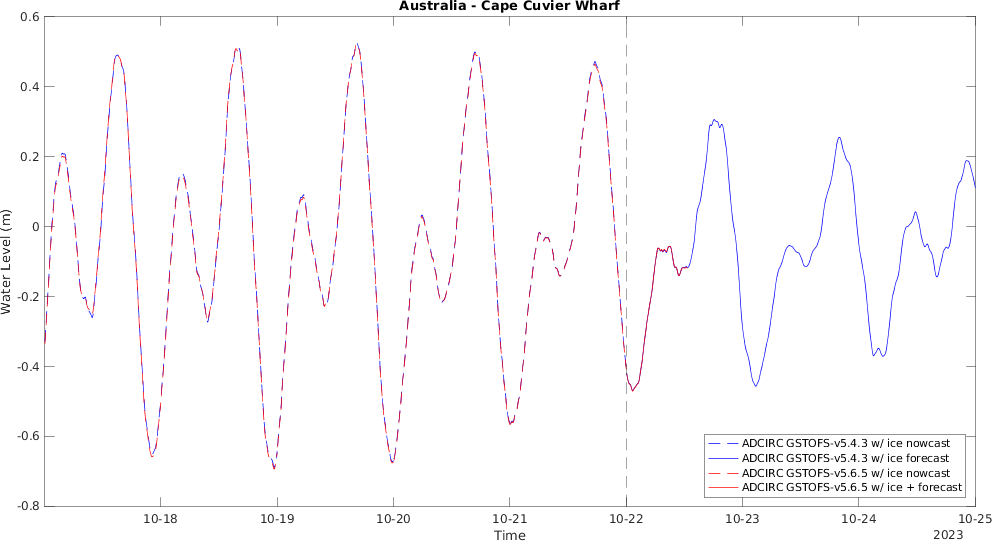 Australia - Cape Cuvier Wharf
0.6
0.4
0.2
0
-0.2
-0.4
-0.6
-0.8
Water Level (m)
10-18
10-19
10-20
10-21
10-22
10-23
10-24
10-25
Time
2023
ADCIRC GSTOFS-v5.4.3 w/ ice nowcast
ADCIRC GSTOFS-v5.4.3 w/ ice forecast
ADCIRC GSTOFS-v5.6.5 w/ ice nowcast
ADCIRC GSTOFS-v5.6.5 w/ ice + forecast